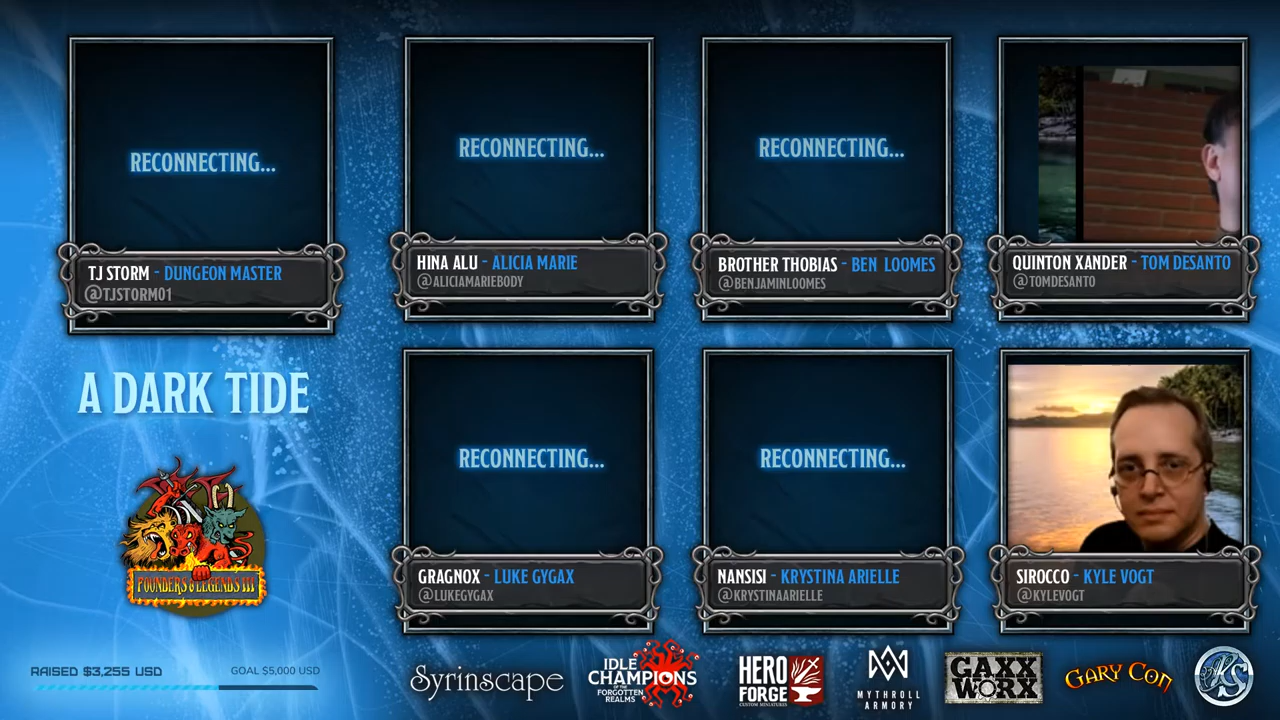 RECONNECTING...
TJ STORM - DUNGEON MASTER
@TJSTORM01
RECONNECTING...
HINA ALU - ALICIA MARIE
@ALICIAMARIEBODY
RECONNECTING...
BROTHER THOBIAS - BEN LOOMES
@BENJAMINLOOMES
QUINTON XANDER - TOM DESANTO
@TOMDESANTO
A DARK TIDE
FOUNDERS & LEGENDS III
RECONNECTING...
GRAGNOX - LUKE GYGAX
@LUKEGYGAX
RECONNECTING...
NANSISI - KRYSTINA ARIELLE
@KRYSTINAARIELLE
SIROCCO - KYLE VOGT
@KYLEVOGT
RAISED $3,255 USD
GOAL $5,000 USD
Syrinscape
IDLE
CHAMPIONS
OF THE
FORGOTTEN
REALMS
HERO
FORGE
CUSTOM MINIATURES
MYTHROLL
ARMORY
GAXX
WORX
GARY CON